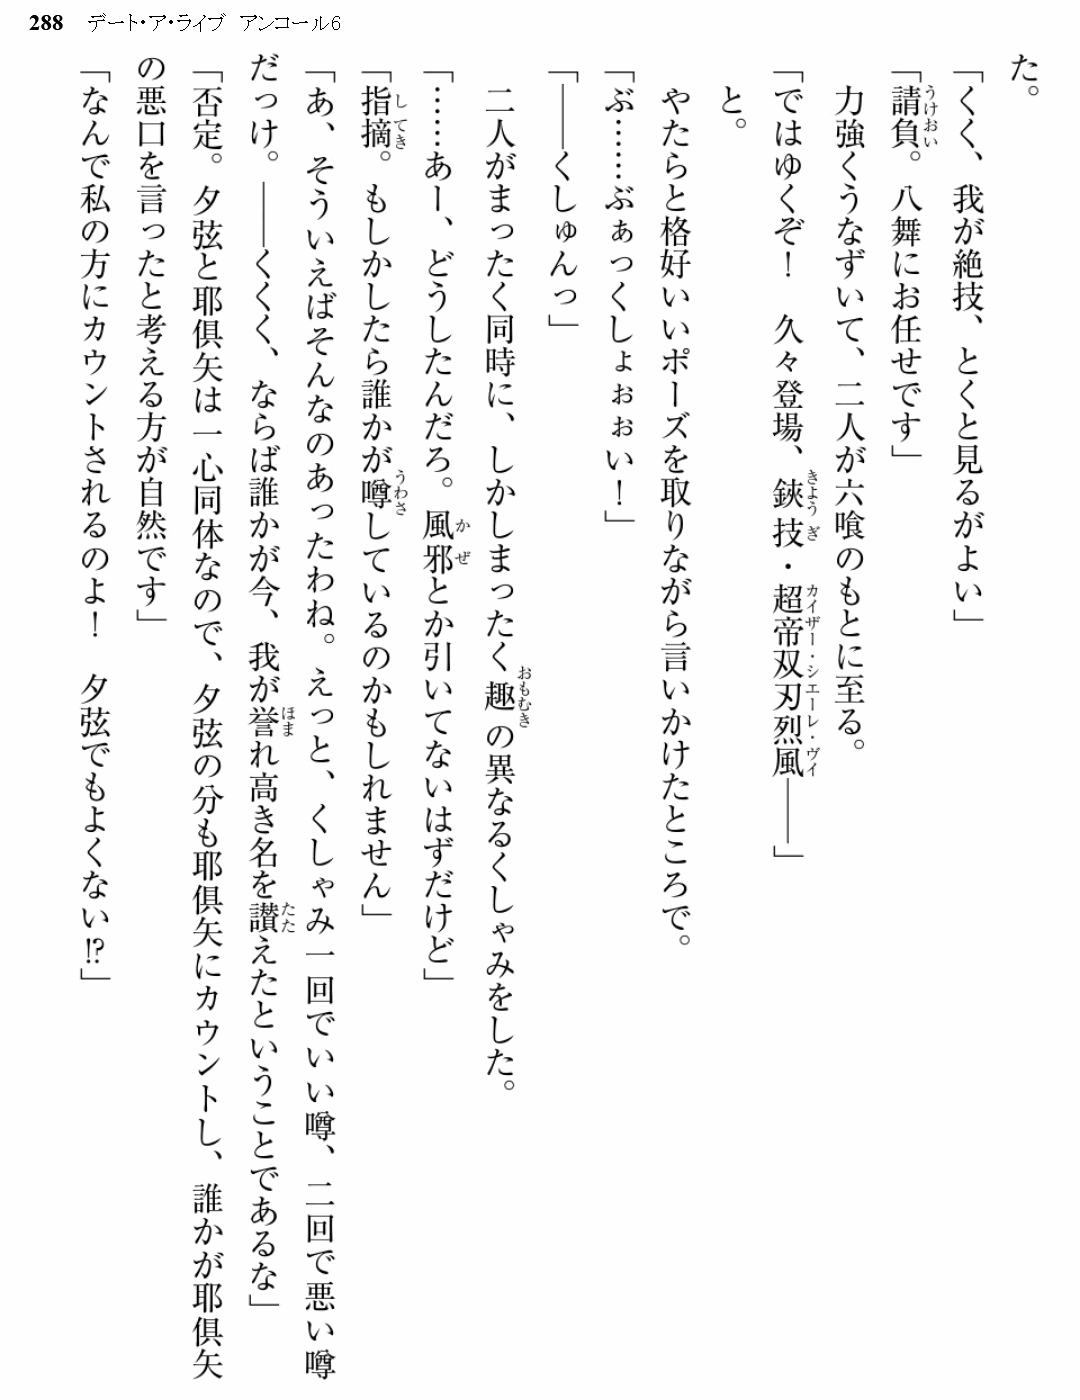 288 デート・ア・ライブ アンコール6
た。
「くく、我が絶技、とくと見るがよい」
「請負。八舞にお任せです」
力強くうなずいて、二人が六喰のもとに至る。
「ではゆくぞ！　久々登場、鋏技・超帝双刃烈風――」
と。
やたらと格好いいポーズを取りながら言いかけたところで。
「ぶ……ぶぁっくしょぉぉい！」
「――くしゅんっ」
二人がまったく同時に、しかしまったく趣の異なるくしゃみをした。
「……あー、どうしたんだろ。風邪とか引いてないはずだけど」
「指摘。もしかしたら誰かが噂しているのかもしれません」
「あ、そういえばそんなのあったわね。えっと、くしゃみ一回でいい噂、二回で悪い噂
だっけ。――くくく、ならば誰かが今、我が誉れ高き名を讃えたということであるな」
「否定。夕弦と耶倶矢は一心同体なので、夕弦の分も耶倶矢にカウントし、誰かが耶倶矢
の悪口を言ったと考える方が自然です」
「なんで私の方にカウントされるのよ！　夕弦でもよくない!?」